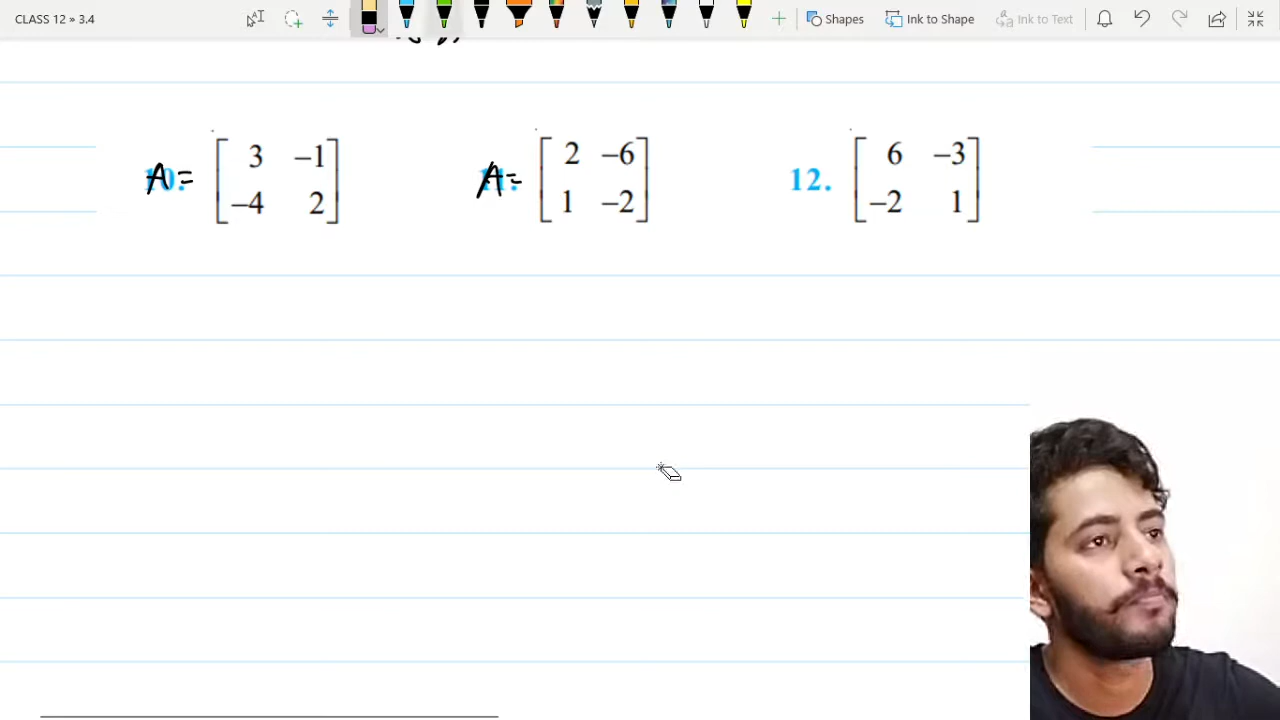 CLASS 12 » 3.4
Shapes
Ink to Shape
Ink to Text
A = [ 3 –1 ] A = [ 2 –6 ] 12. [ 6 –3 ]
[ –4 2 ] [ 1 –2 ] [ –2 1 ]